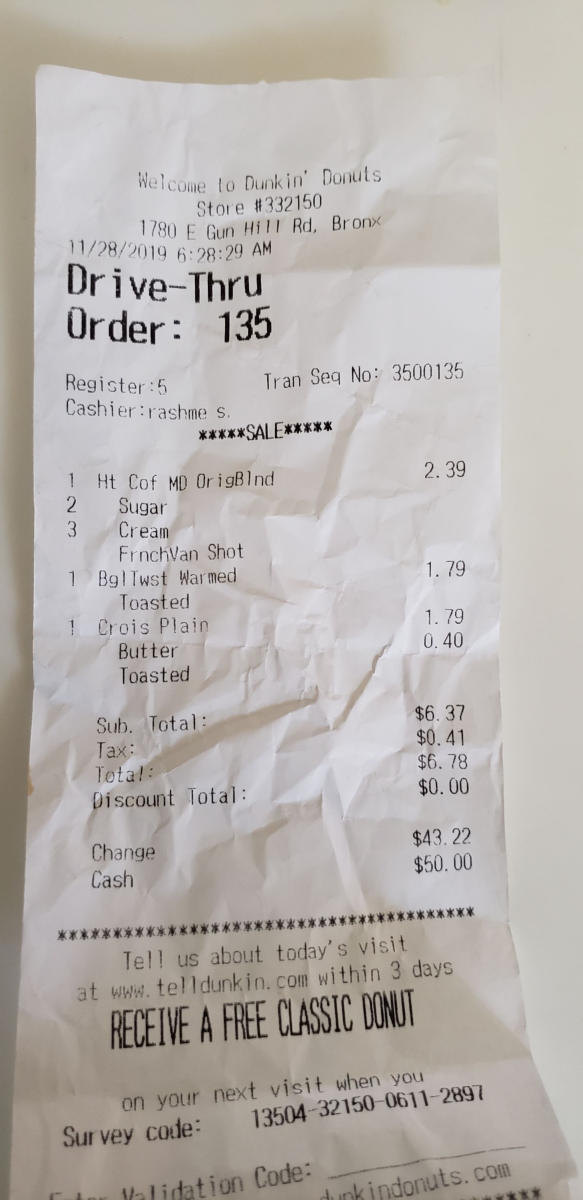 Welcome to Dunkin' Donuts
Store #332150
1780 E Gun Hill Rd, Bronx
11/28/2019 6:28:29 AM
Drive-Thru
Order: 135
Register:5 Tran Seq No: 3500135
Cashier:rashme s.
*****SALE*****
1 Ht Cof MD OrigBlnd 2.39
2 Sugar
3 Cream
FrnchVan Shot
1 BglTwst Warmed 1.79
Toasted
1 Crois Plain 1.79
Butter 0.40
Toasted
Sub. Total: $6.37
Tax: $0.41
Total: $6.78
Discount Total: $0.00
Change $43.22
Cash $50.00
****************************************
Tell us about today's visit
at www.telldunkin.com within 3 days
RECEIVE A FREE CLASSIC DONUT
on your next visit when you
Survey code: 13504-32150-0611-2897
Validation Code:
dunkindonuts.com